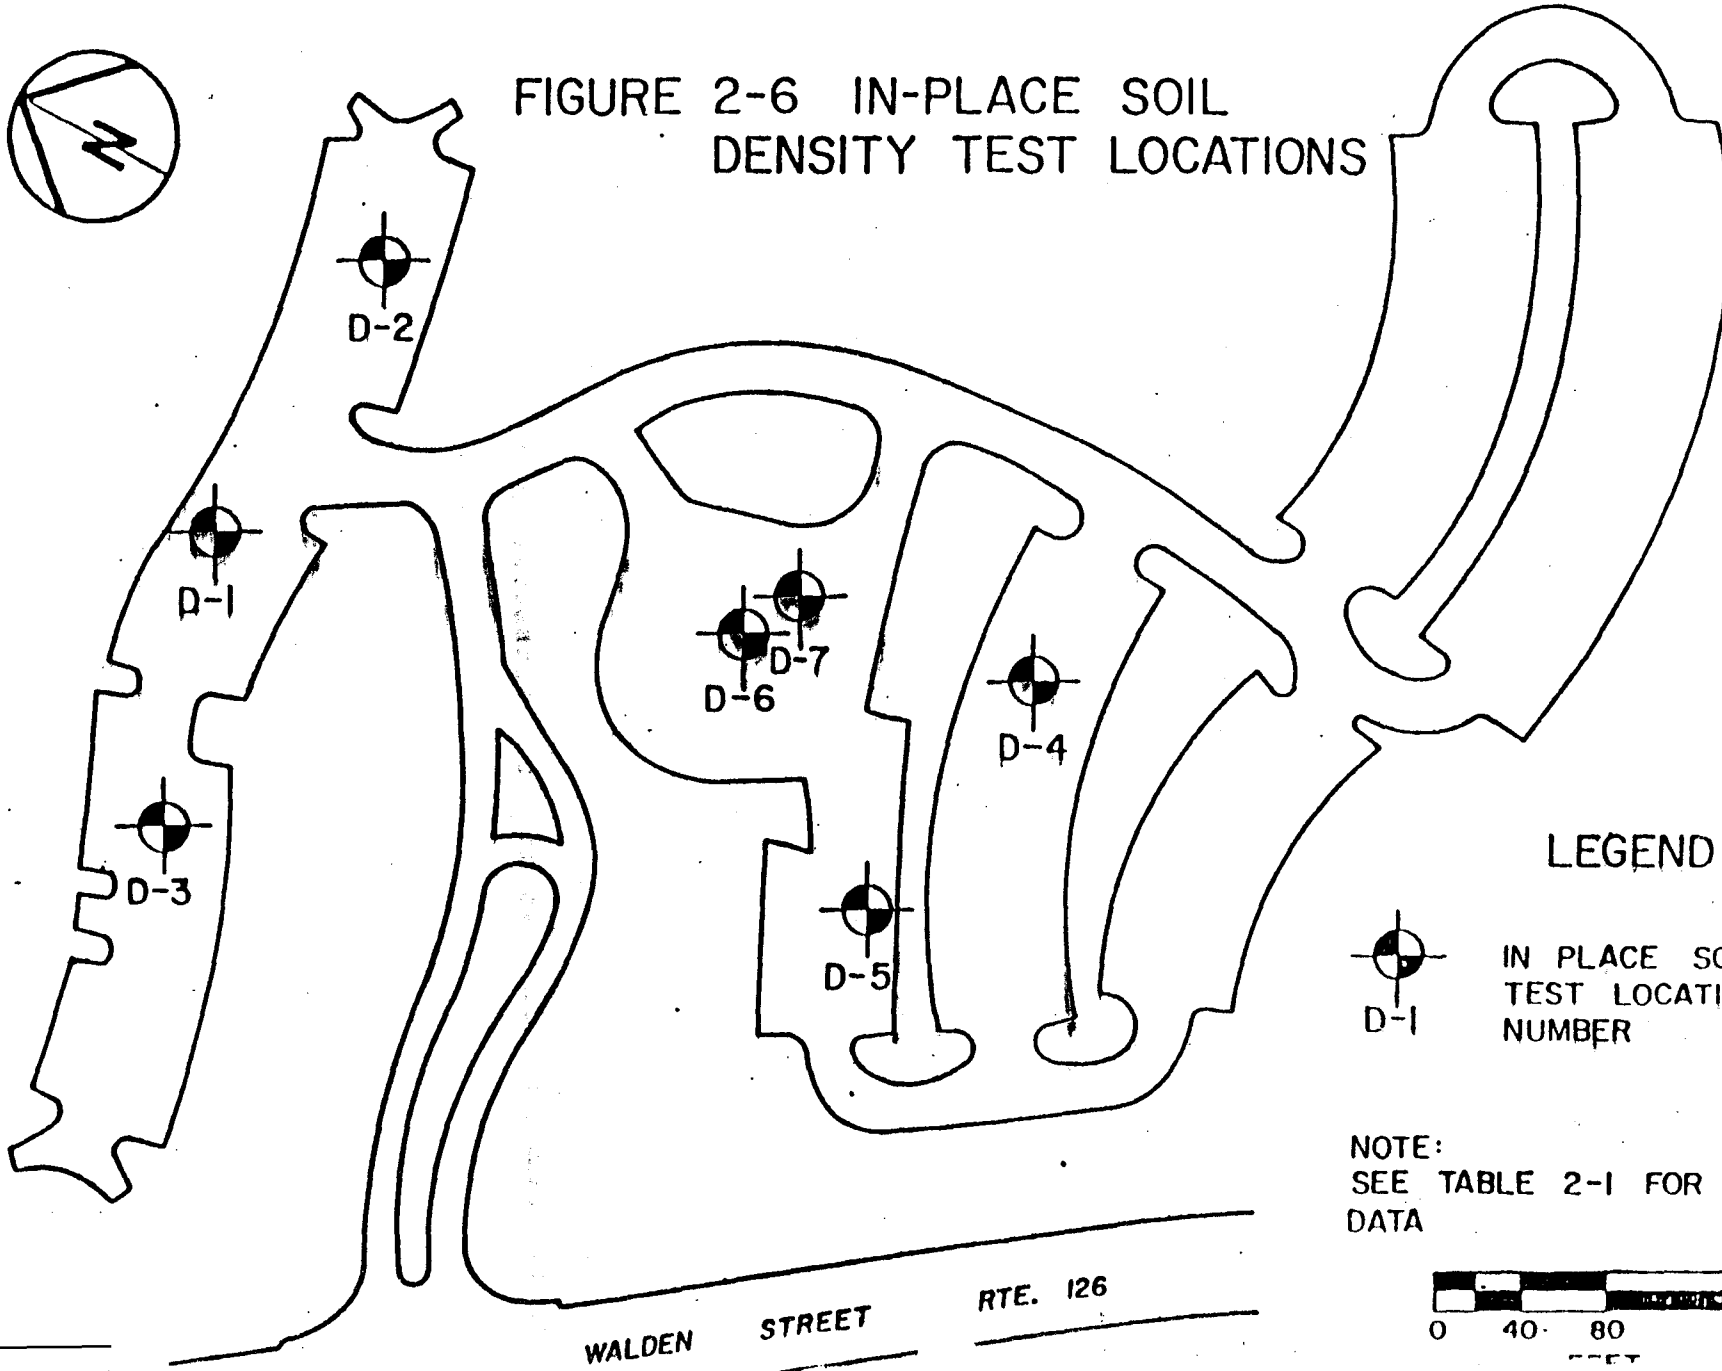 FIGURE 2-6 IN-PLACE SOIL
DENSITY TEST LOCATIONS
N
D-2
D-1
D-7
D-6
D-4
D-3
D-5
LEGEND
IN PLACE
TEST
D-1
NUMBER
NOTE:
SEE TABLE 2-1 FOR
DATA
0 40 80
WALDEN STREET RTE. 126